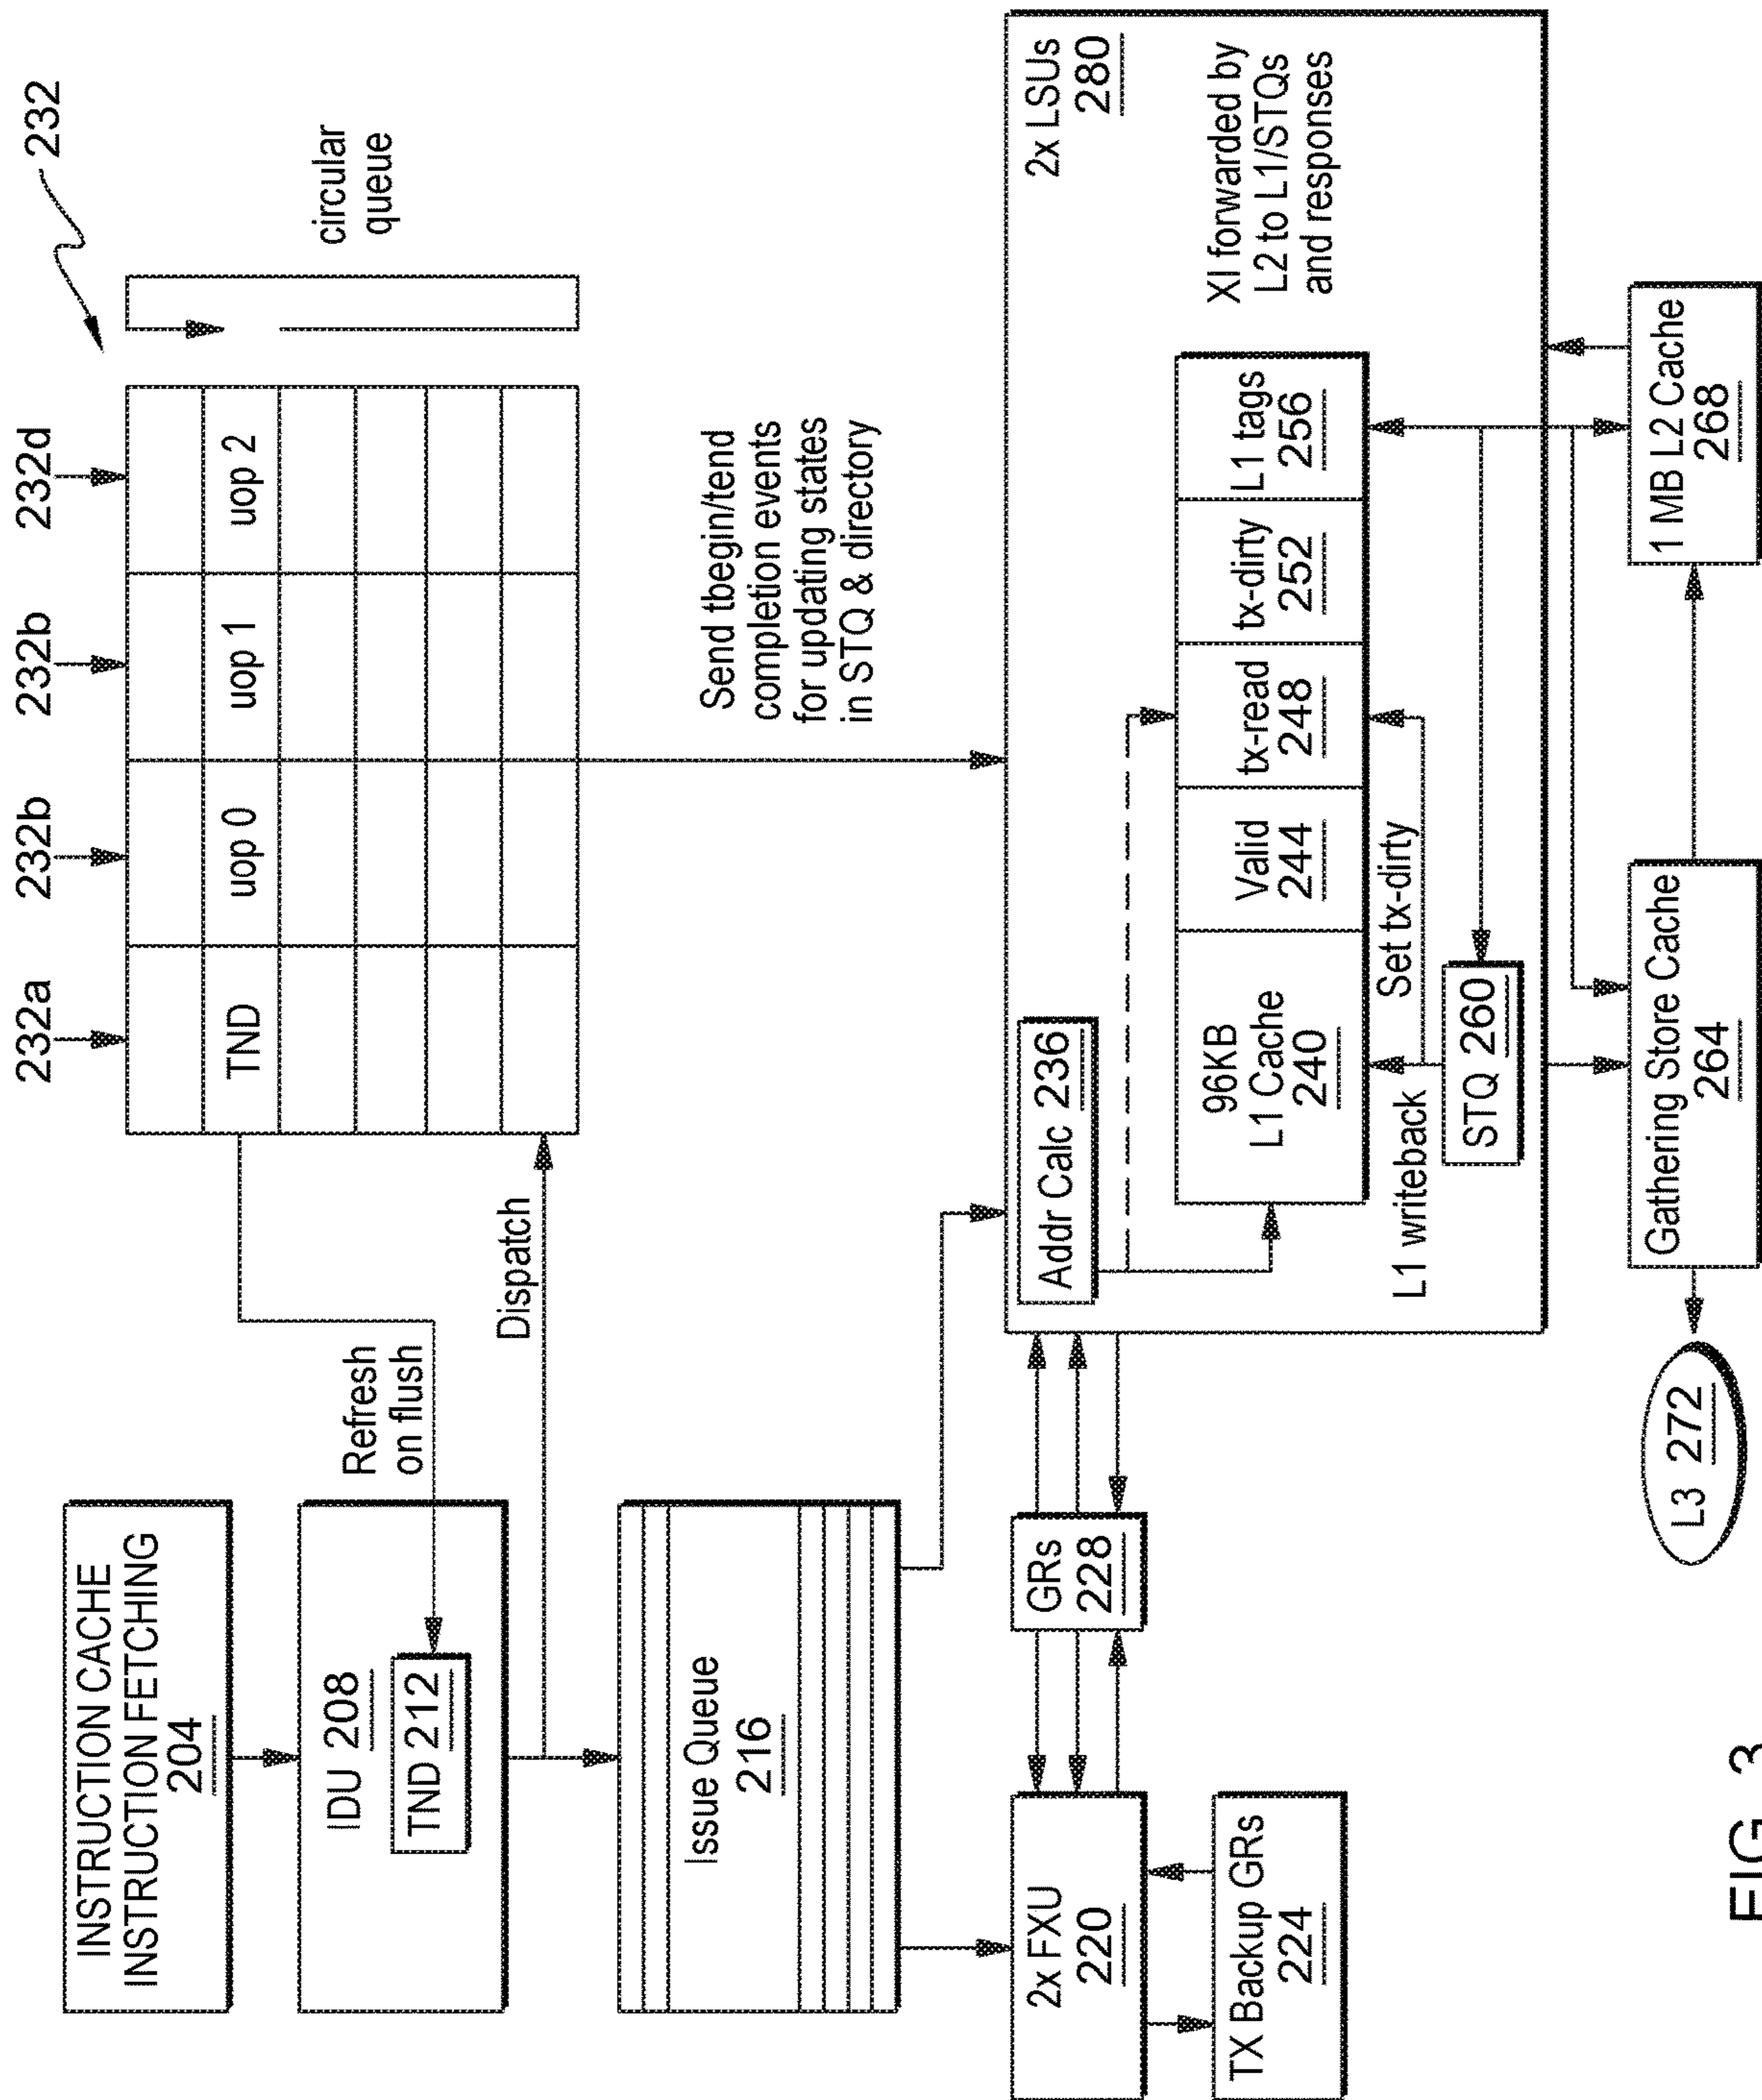 232a
232b
232b
232d
232
TND
uop 0
uop 1
uop 2
circular
queue
INSTRUCTION CACHE
INSTRUCTION FETCHING
204
IDU 208
TND 212
Refresh
on flush
Dispatch
Issue Queue
216
Send tbegin/tend
completion events
for updating states
in STQ & directory
2x FXU
220
GRs
228
TX Backup GRs
224
2x LSUs
280
Addr Calc 236
XI forwarded by
L2 to L1/STQs
and responses
96KB
L1 Cache
240
Valid
244
tx-read
248
tx-dirty
252
L1 tags
256
L1 writeback
Set tx-dirty
STQ 260
L3 272
Gathering Store Cache
264
1 MB L2 Cache
268
FIG. 3